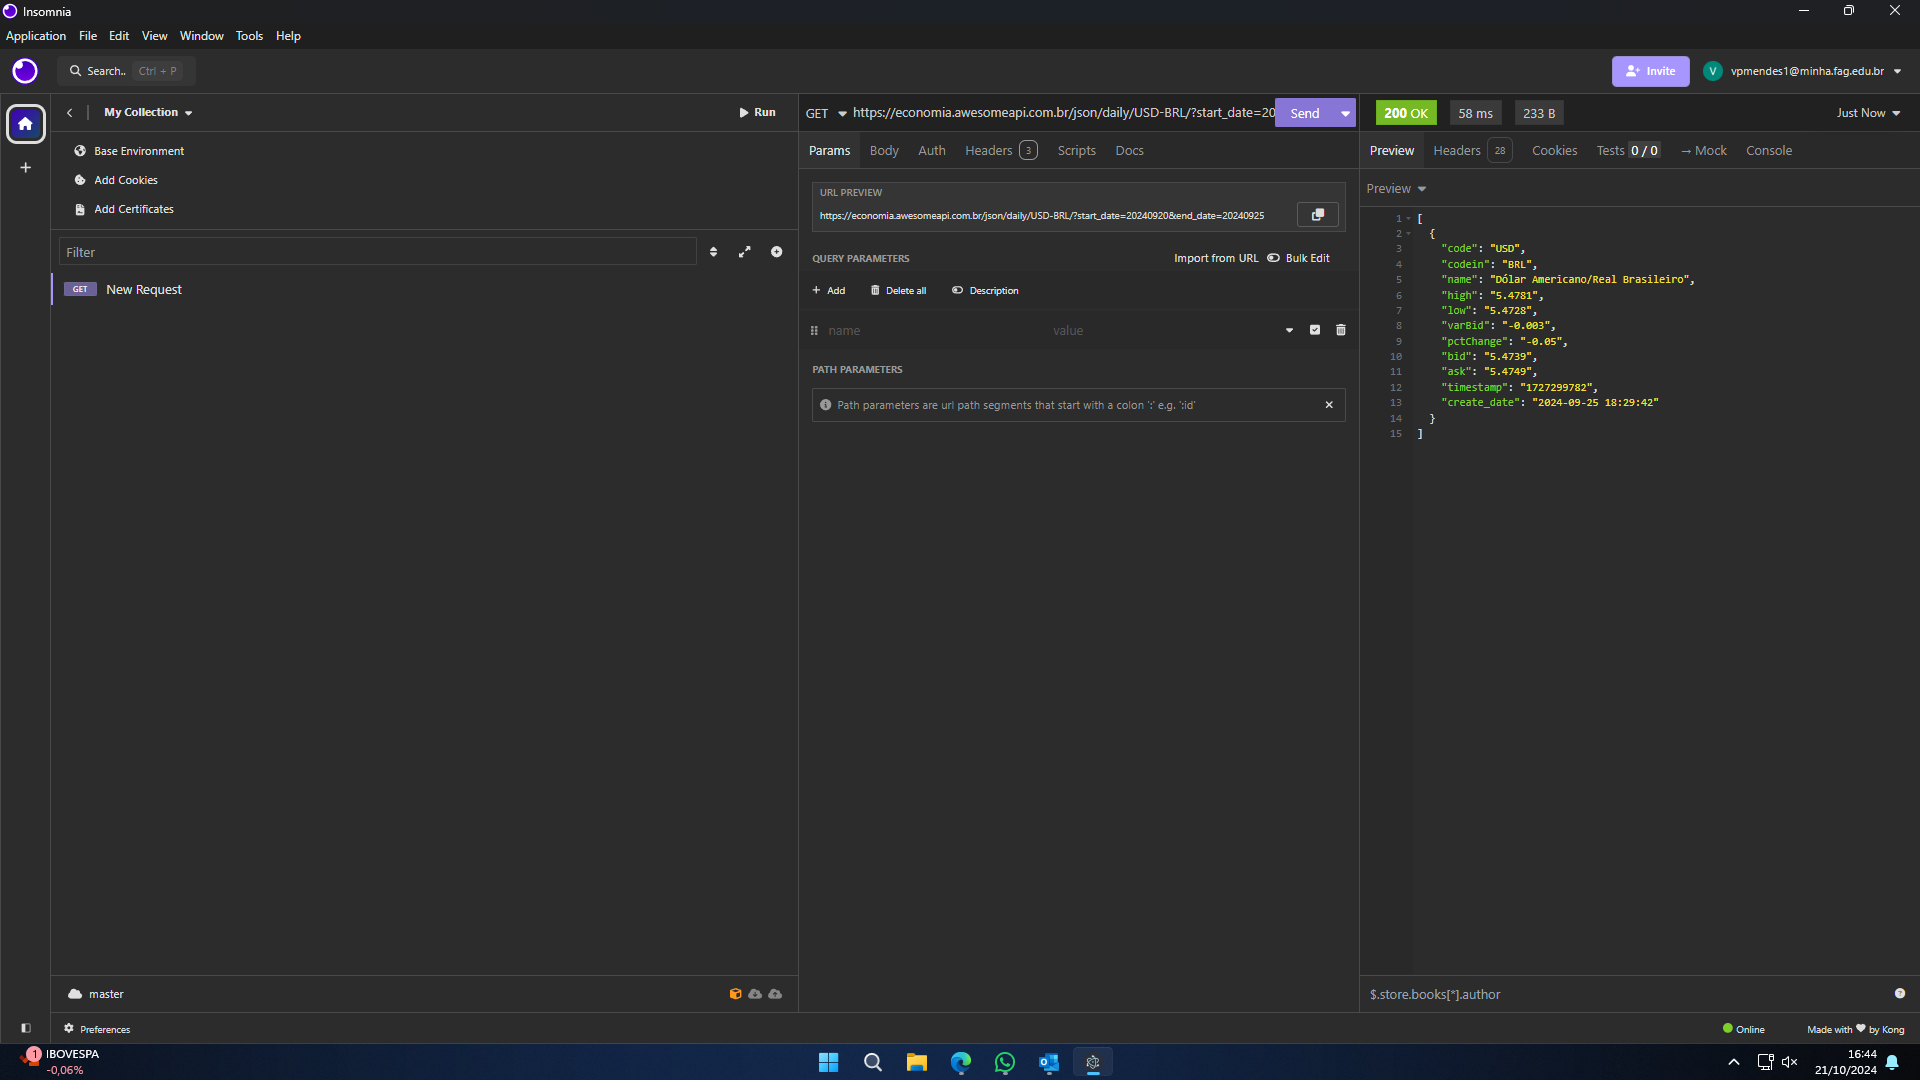 Insomnia
Application File Edit View Window Tools Help
Search.. Ctrl + P
Invite
V vpmendes1@minha.fag.edu.br
My Collection
Run
Base Environment
Add Cookies
Add Certificates
Filter
GET New Request
master
Preferences
GET https://economia.awesomeapi.com.br/json/daily/USD-BRL/?start_date=20
Send
Params Body Auth Headers 3 Scripts Docs
URL PREVIEW
https://economia.awesomeapi.com.br/json/daily/USD-BRL/?start_date=20240920&end_date=20240925
QUERY PARAMETERS
Import from URL Bulk Edit
Add Delete all Description
name value
PATH PARAMETERS
Path parameters are url path segments that start with a colon ':' e.g. ':id'
200 OK 58 ms 233 B
Just Now
Preview Headers 28 Cookies Tests 0 / 0 → Mock Console
Preview
1 [
2 {
3 "code": "USD",
4 "codein": "BRL",
5 "name": "Dólar Americano/Real Brasileiro",
6 "high": "5.4781",
7 "low": "5.4728",
8 "varBid": "-0.003",
9 "pctChange": "-0.05",
10 "bid": "5.4739",
11 "ask": "5.4749",
12 "timestamp": "1727299782",
13 "create_date": "2024-09-25 18:29:42"
14 }
15 ]
$.store.books[*].author
Online
Made with ❤ by Kong
1 IBOVESPA
-0,06%
16:44
21/10/2024